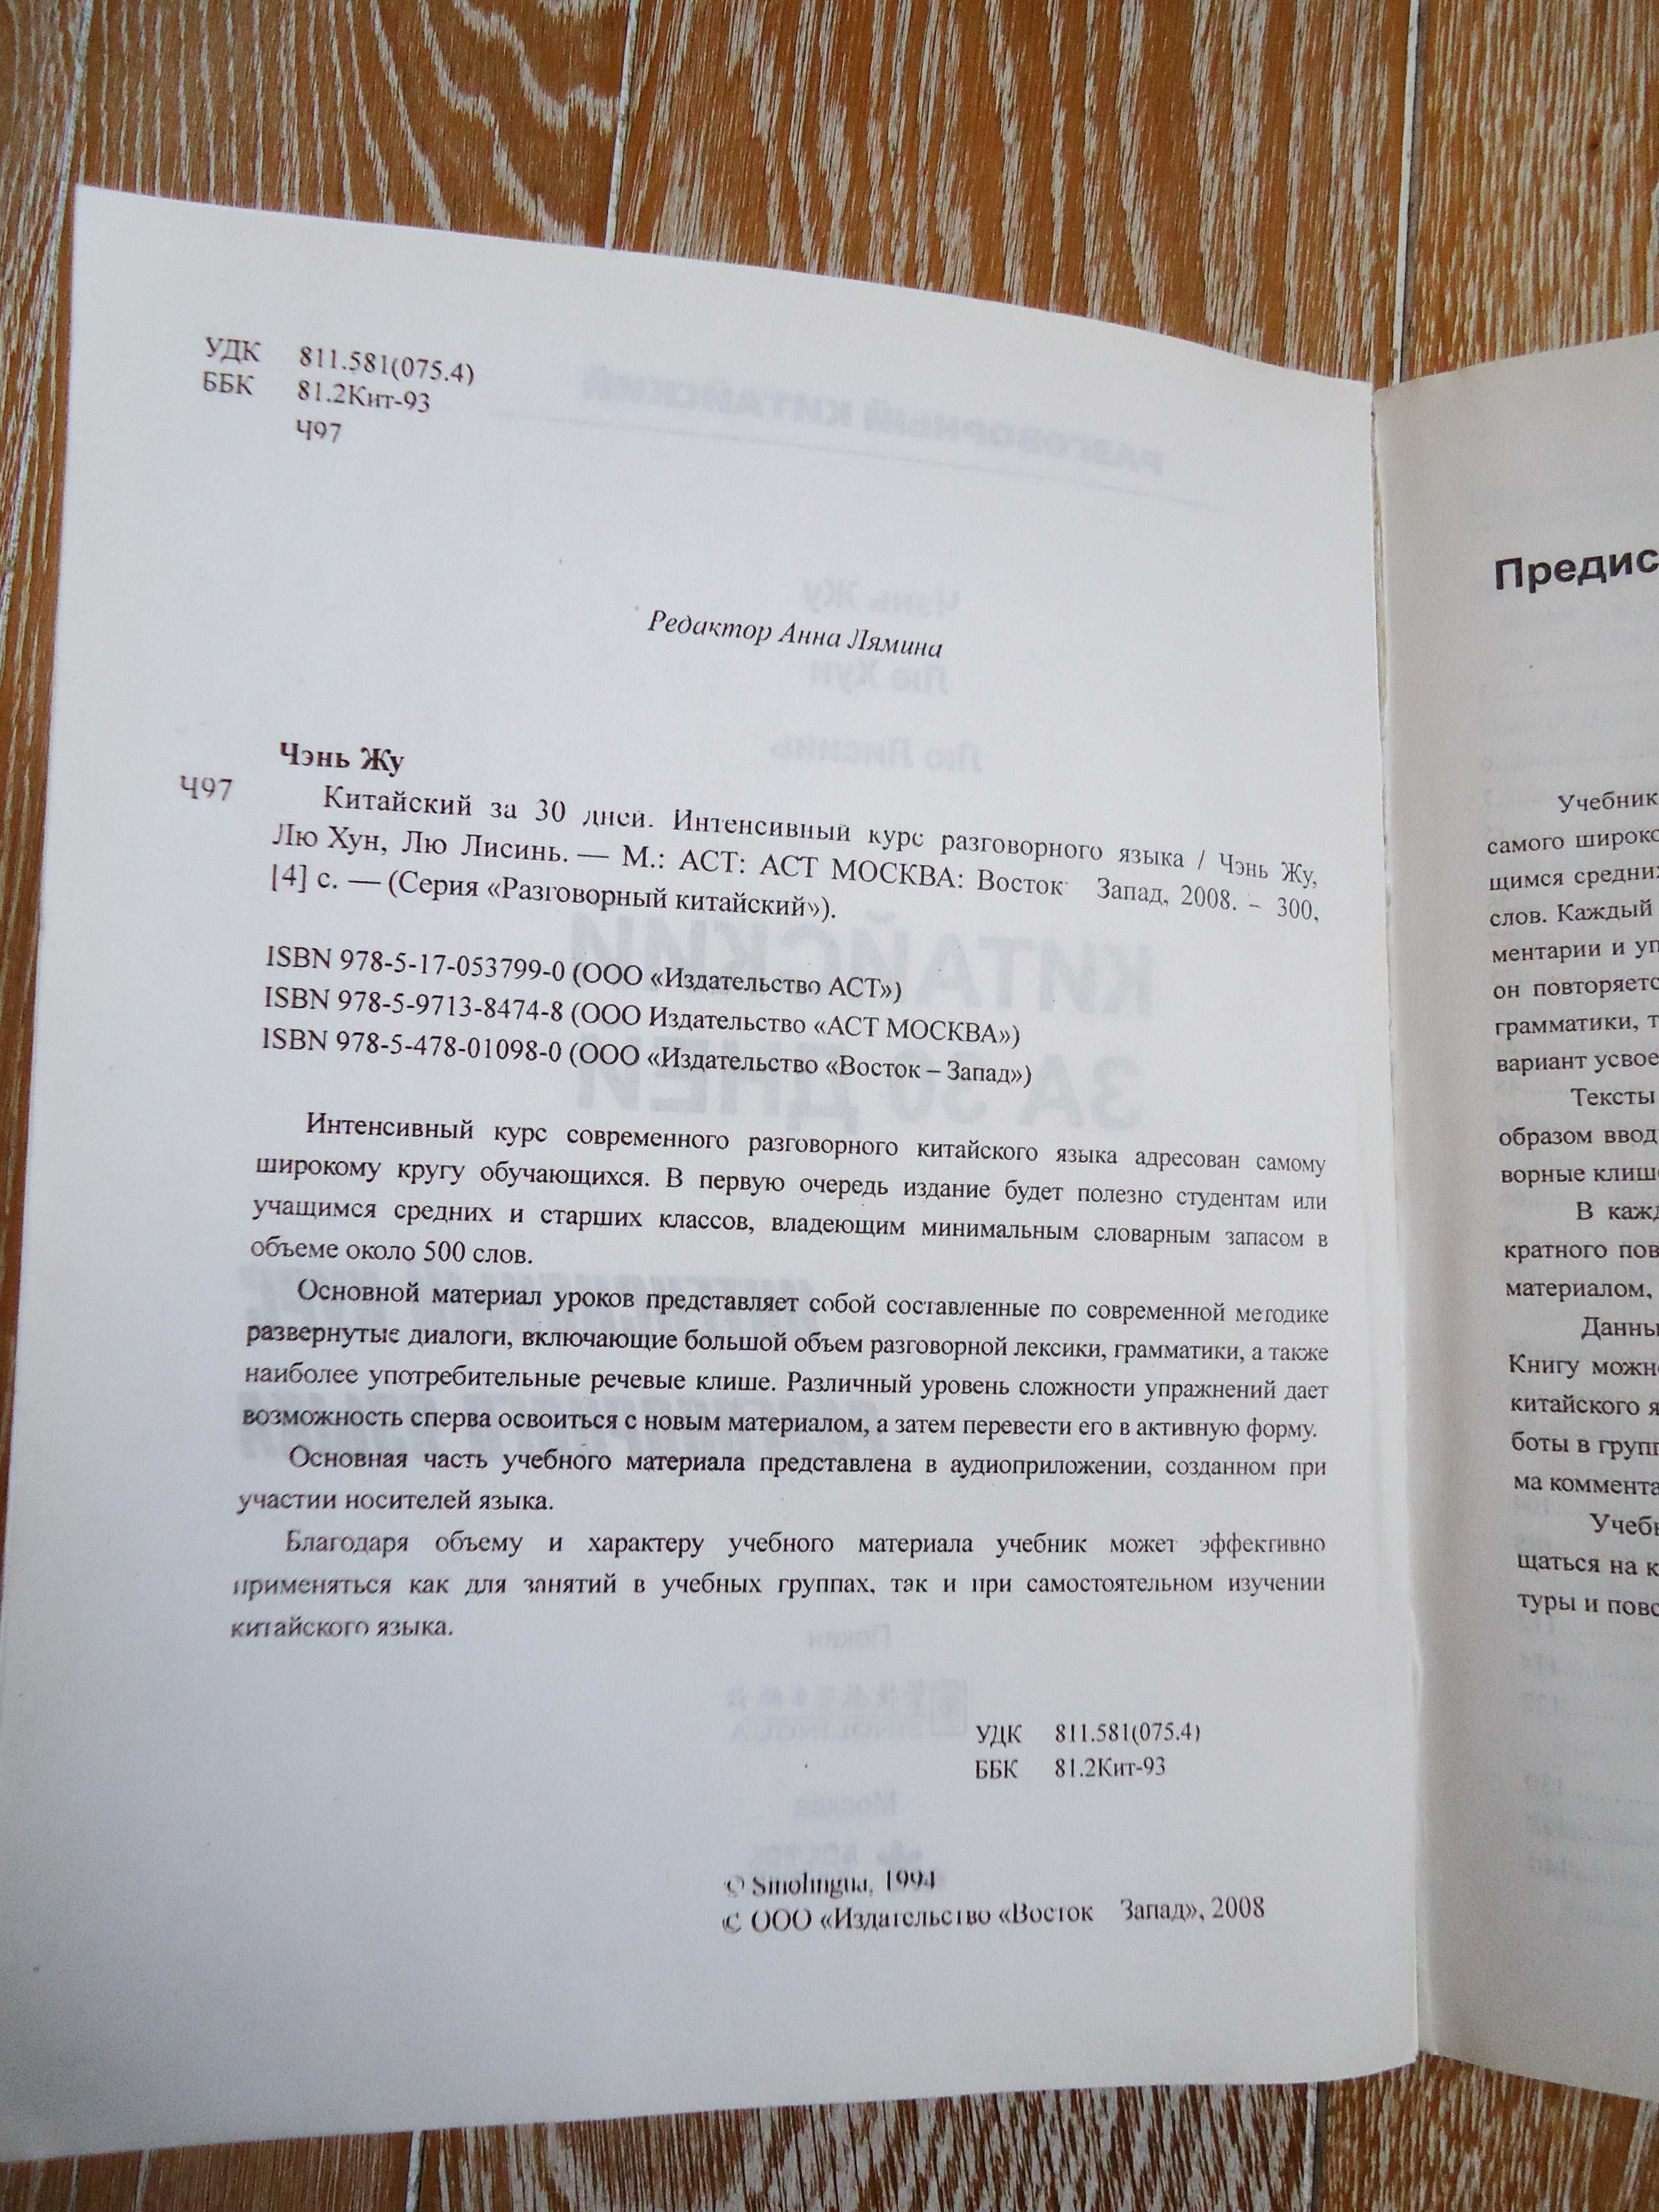 УДК 811.581(075.4)
ББК 81.2Кит-93
Ч97
Редактор Анна Лямина
Чэнь Жу
Ч97
Китайский за 30 дней. Интенсивный курс разговорного языка / Чэнь Жу,
Лю Хун, Лю Лисинь. — М.: АСТ: АСТ МОСКВА: Восток Запад, 2008. – 300,
[4] с. — (Серия «Разговорный китайский»).
ISBN 978-5-17-053799-0 (ООО «Издательство АСТ»)
ISBN 978-5-9713-8474-8 (ООО Издательство «АСТ МОСКВА»)
ISBN 978-5-478-01098-0 (ООО «Издательство «Восток – Запад»)
Интенсивный курс современного разговорного китайского языка адресован самому
широкому кругу обучающихся. В первую очередь издание будет полезно студентам или
учащимся средних и старших классов, владеющим минимальным словарным запасом в
объеме около 500 слов.
Основной материал уроков представляет собой составленные по современной методике
развернутые диалоги, включающие большой объем разговорной лексики, грамматики, а также
наиболее употребительные речевые клише. Различный уровень сложности упражнений дает
возможность сперва освоиться с новым материалом, а затем перевести его в активную форму.
Основная часть учебного материала представлена в аудиоприложении, созданном при
участии носителей языка.
Благодаря объему и характеру учебного материала учебник может эффективно
применяться как для занятий в учебных группах, так и при самостоятельном изучении
китайского языка.
УДК 811.581(075.4)
ББК 81.2Кит-93
© Sinolingua, 1994
© ООО «Издательство «Восток Запад», 2008
Предис
Учебник
самого широко
щимся средних
слов. Каждый
ментарии и уп
он повторяетс
грамматики, т
вариант усвое
Тексты
образом ввод
ворные клише
В кажд
кратного пов
материалом,
Данны
Книгу можн
китайского я
боты в груп
ма коммента
Учебн
щаться на к
туры и повс